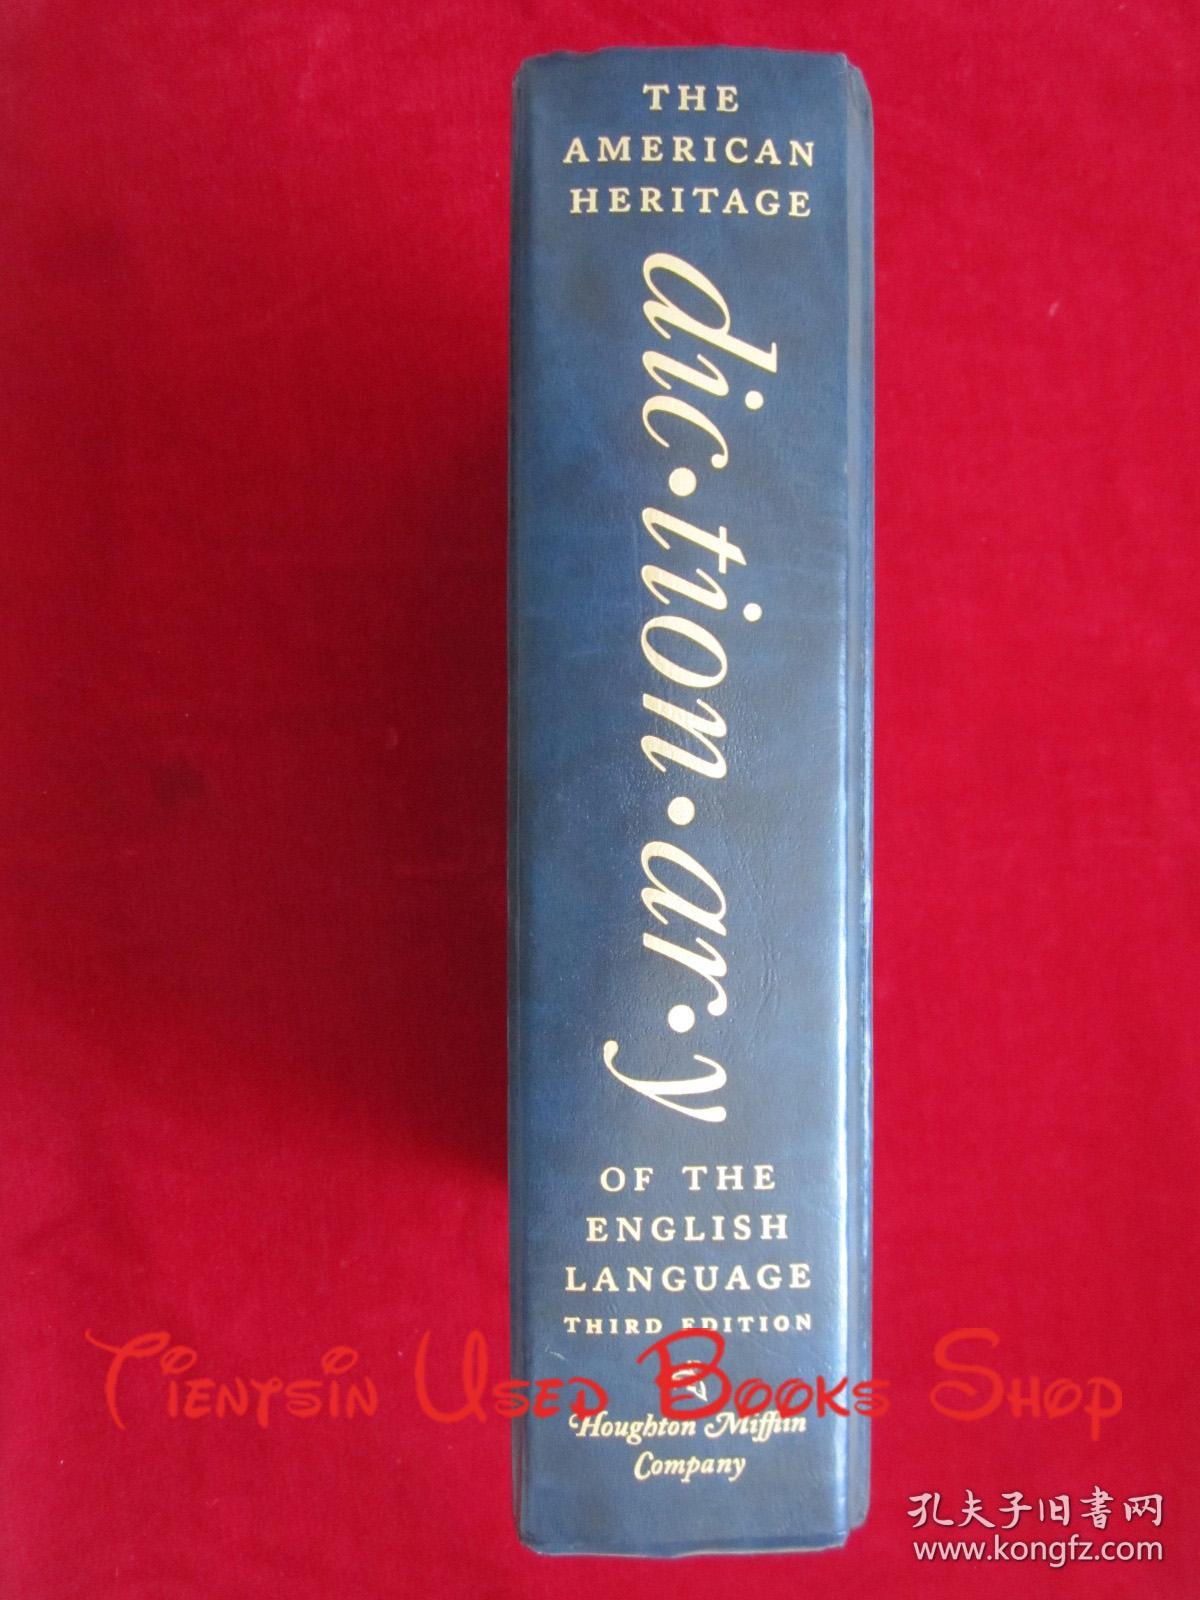 THE
AMERICAN
HERITAGE
dic·tion·ar·y
OF THE
ENGLISH
LANGUAGE
THIRD EDITION
Tientsin Used Books Shop
Houghton Mifflin
Company
孔夫子旧书网
www.kongfz.com